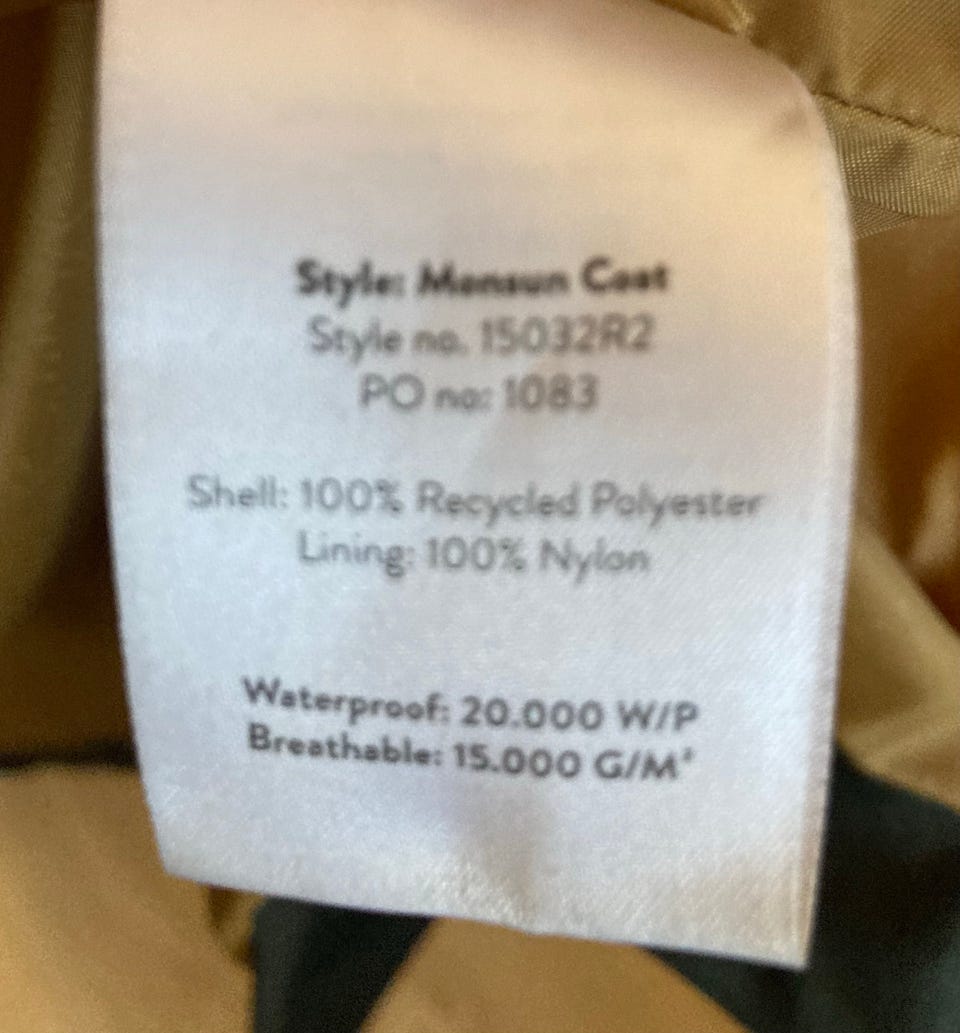 Style: Monsun Coat
Style no. 15032R2
PO no: 1083
Shell: 100% Recycled Polyester
Lining: 100% Nylon
Waterproof: 20.000 W/P
Breathable: 15.000 G/M²